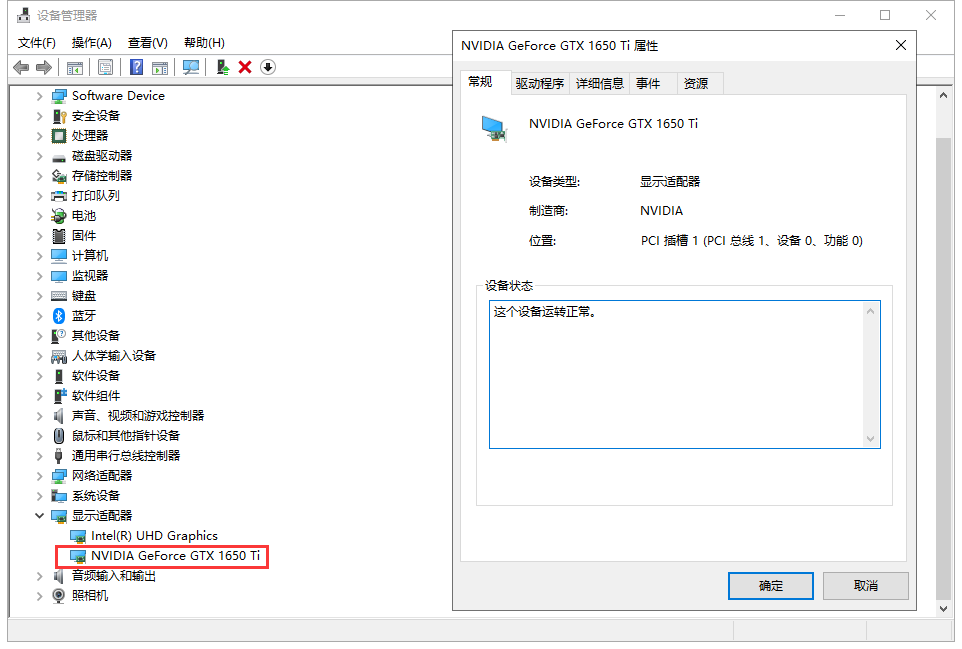 设备管理器
文件(F) 操作(A) 查看(V) 帮助(H)
Software Device
安全设备
处理器
磁盘驱动器
存储控制器
打印队列
电池
固件
计算机
监视器
键盘
蓝牙
其他设备
人体学输入设备
软件设备
软件组件
声音、视频和游戏控制器
鼠标和其他指针设备
通用串行总线控制器
网络适配器
系统设备
显示适配器
Intel(R) UHD Graphics
NVIDIA GeForce GTX 1650 Ti
音频输入和输出
照相机
NVIDIA GeForce GTX 1650 Ti 属性
常规 驱动程序 详细信息 事件 资源
NVIDIA GeForce GTX 1650 Ti
设备类型: 显示适配器
制造商: NVIDIA
位置: PCI 插槽 1 (PCI 总线 1、设备 0、功能 0)
设备状态
这个设备运转正常。
确定 取消